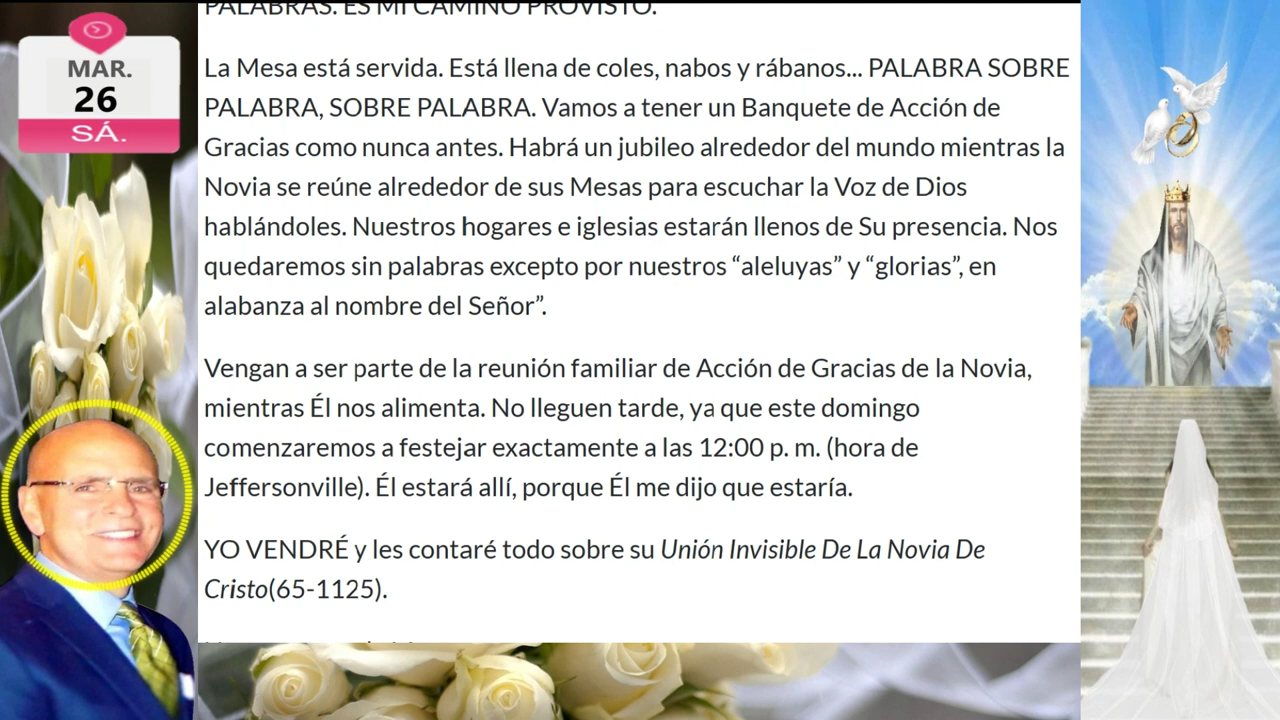 MAR.
26
SÁ.
PALABRAS. ES MI CAMINO PROVISTO.
La Mesa está servida. Está llena de coles, nabos y rábanos... PALABRA SOBRE
PALABRA, SOBRE PALABRA. Vamos a tener un Banquete de Acción de
Gracias como nunca antes. Habrá un jubileo alrededor del mundo mientras la
Novia se reúne alrededor de sus Mesas para escuchar la Voz de Dios
hablándoles. Nuestros hogares e iglesias estarán llenos de Su presencia. Nos
quedaremos sin palabras excepto por nuestros “aleluyas” y “glorias”, en
alabanza al nombre del Señor”.
Vengan a ser parte de la reunión familiar de Acción de Gracias de la Novia,
mientras Él nos alimenta. No lleguen tarde, ya que este domingo
comenzaremos a festejar exactamente a las 12:00 p. m. (hora de
Jeffersonville). Él estará allí, porque Él me dijo que estaría.
YO VENDRÉ y les contaré todo sobre su Unión Invisible De La Novia De
Cristo(65-1125).